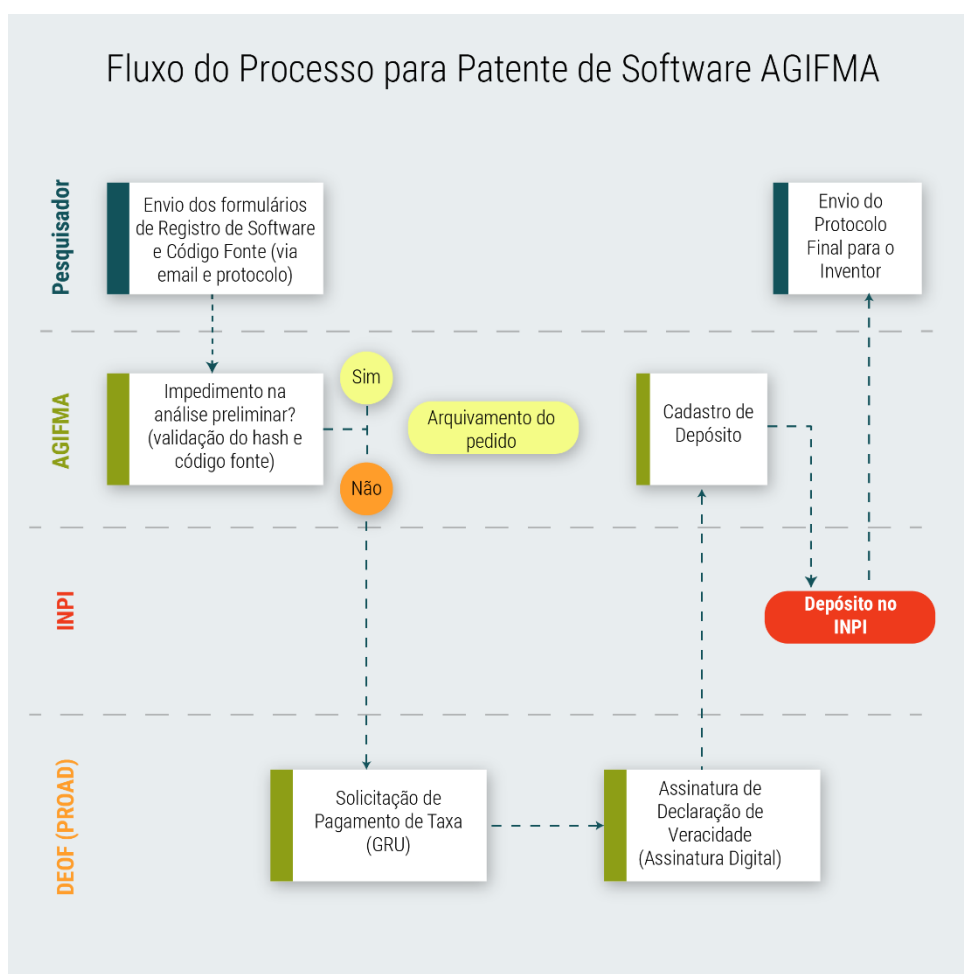 Fluxo do Processo para Patente de Software AGIFMA
Pesquisador
Envio dos formulários
de Registro de Software
e Código Fonte (via
email e protocolo)
Envio do
Protocolo
Final para o
Inventor
AGIFMA
Impedimento na
análise preliminar?
(validação do hash e
código fonte)
Sim
Não
Arquivamento do
pedido
Cadastro de
Depósito
INPI
Depósito no
INPI
DEOF (PROAD)
Solicitação de
Pagamento de Taxa
(GRU)
Assinatura de
Declaração de
Veracidade
(Assinatura Digital)